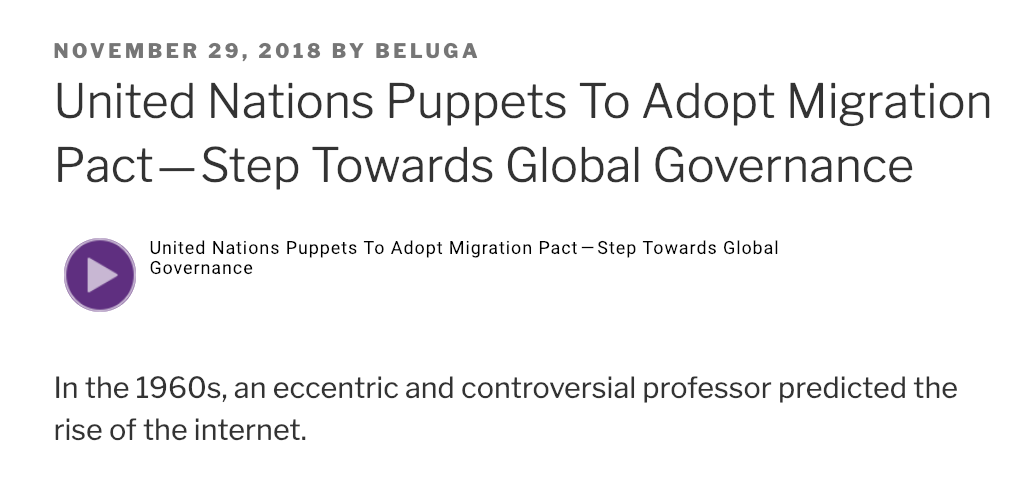 NOVEMBER 29, 2018 BY BELUGA
United Nations Puppets To Adopt Migration
Pact — Step Towards Global Governance
United Nations Puppets To Adopt Migration Pact — Step Towards Global
Governance
In the 1960s, an eccentric and controversial professor predicted the
rise of the internet.